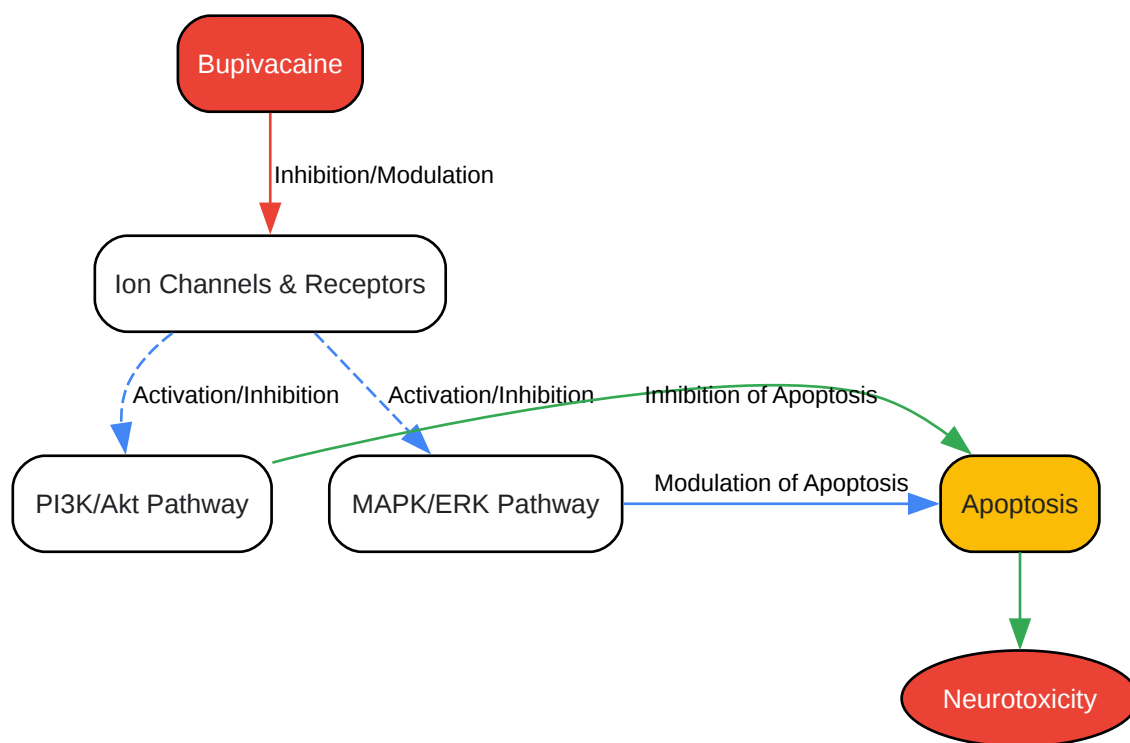 Bupivacaine
Inhibition/Modulation
Ion Channels & Receptors
Activation/Inhibition
Activation/Inhibition
Inhibition of Apoptosis
PI3K/Akt Pathway
MAPK/ERK Pathway
Modulation of Apoptosis
Apoptosis
Neurotoxicity